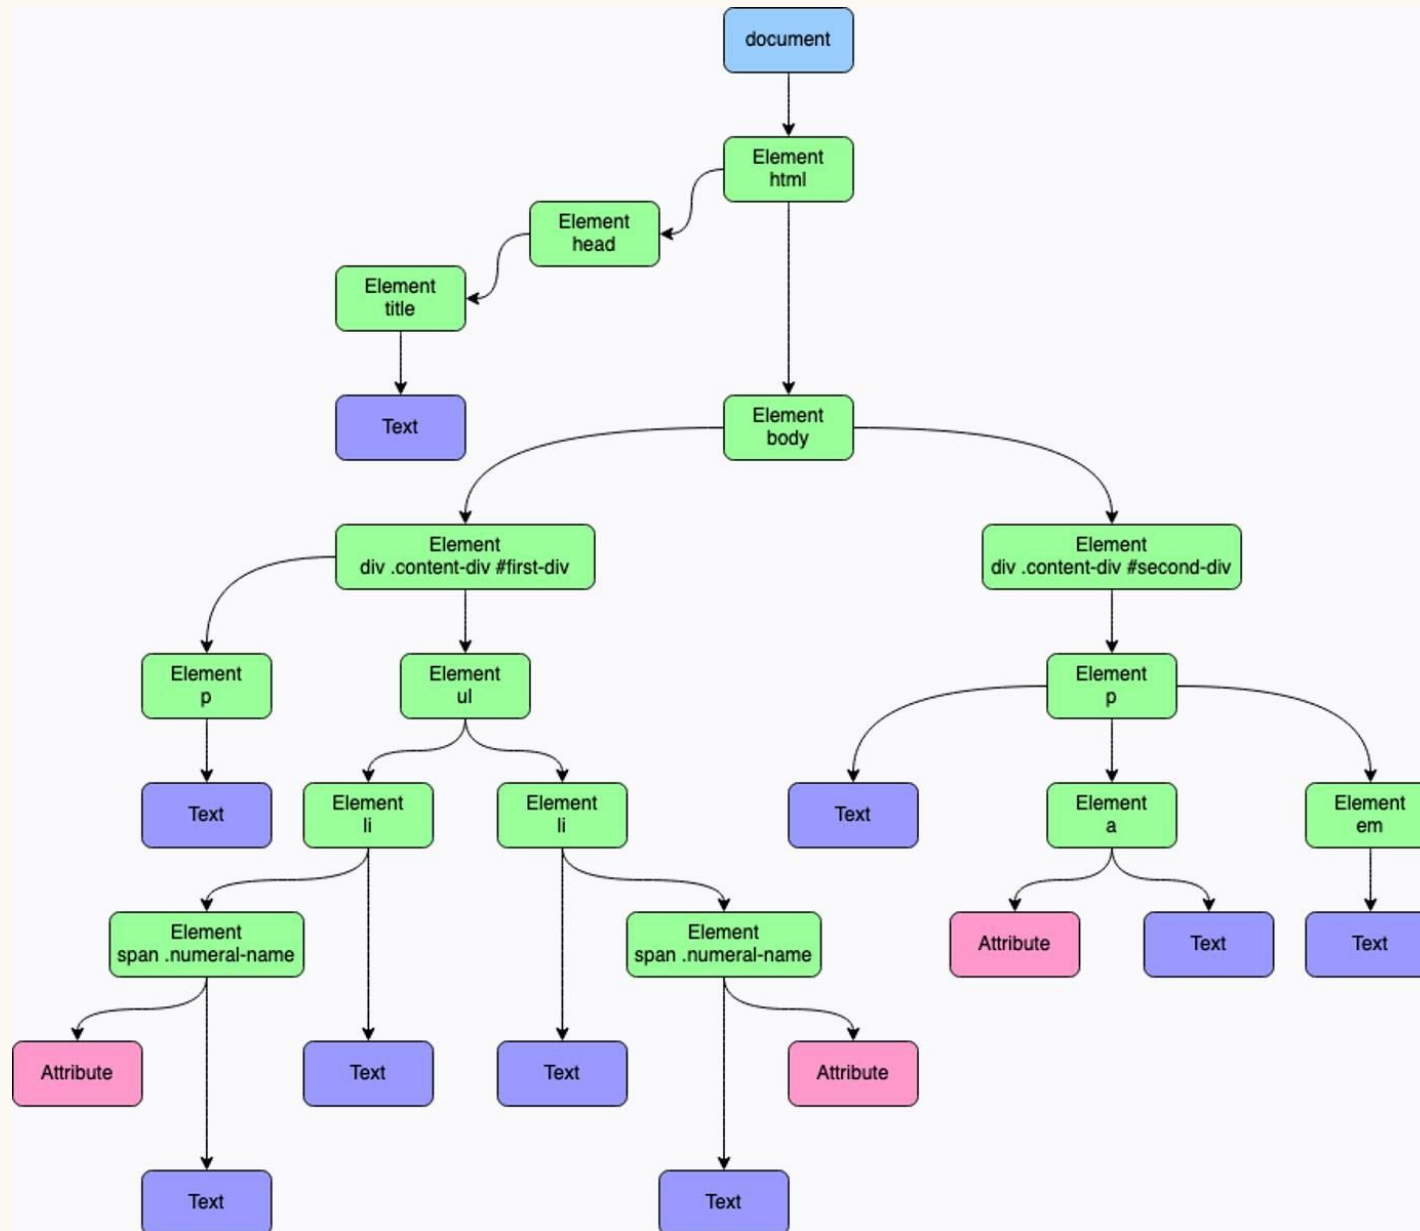 document
Element
html
Element
head
Element
title
Text
Element
body
Element
div .content-div #first-div
Element
div .content-div #second-div
Element
p
Element
ul
Element
p
Text
Element
li
Element
li
Text
Element
a
Element
em
Element
span .numeral-name
Element
span .numeral-name
Attribute
Text
Text
Attribute
Text
Text
Attribute
Text
Text